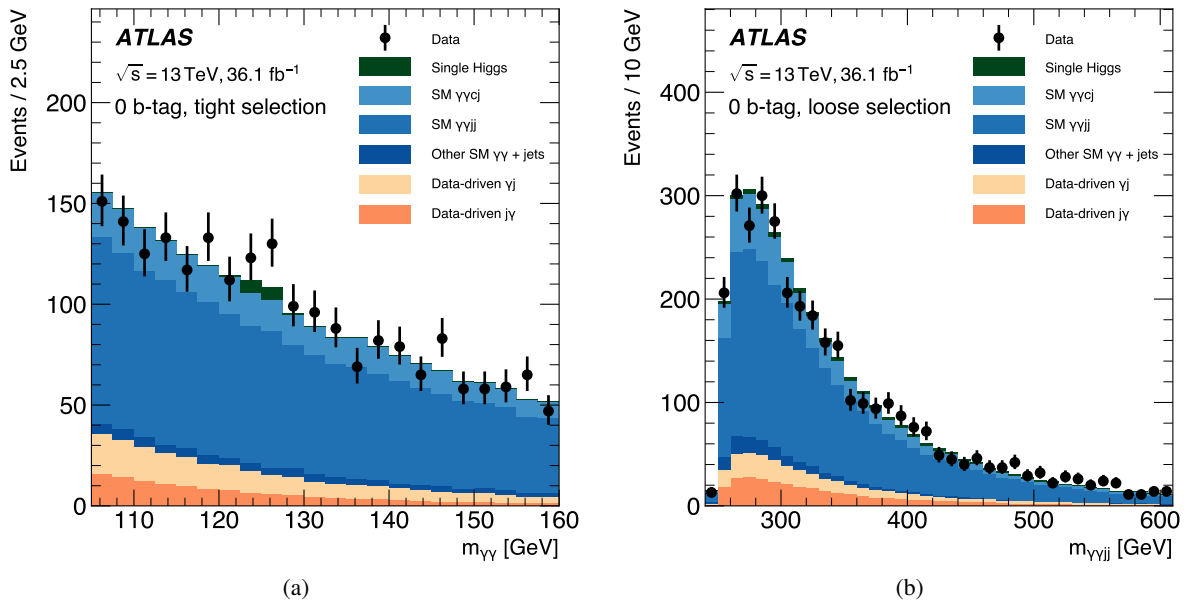 ATLAS
√s = 13 TeV, 36.1 fb⁻¹
0 b-tag, tight selection
Data
Single Higgs
SM γγcj
SM γγjj
Other SM γγ + jets
Data-driven γj
Data-driven jγ
Events / 2.5 GeV
200
150
100
50
0
110 120 130 140 150 160
m_γγ [GeV]
(a)
ATLAS
√s = 13 TeV, 36.1 fb⁻¹
0 b-tag, loose selection
Data
Single Higgs
SM γγcj
SM γγjj
Other SM γγ + jets
Data-driven γj
Data-driven jγ
Events / 10 GeV
400
300
200
100
0
300 400 500 600
m_γγjj [GeV]
(b)